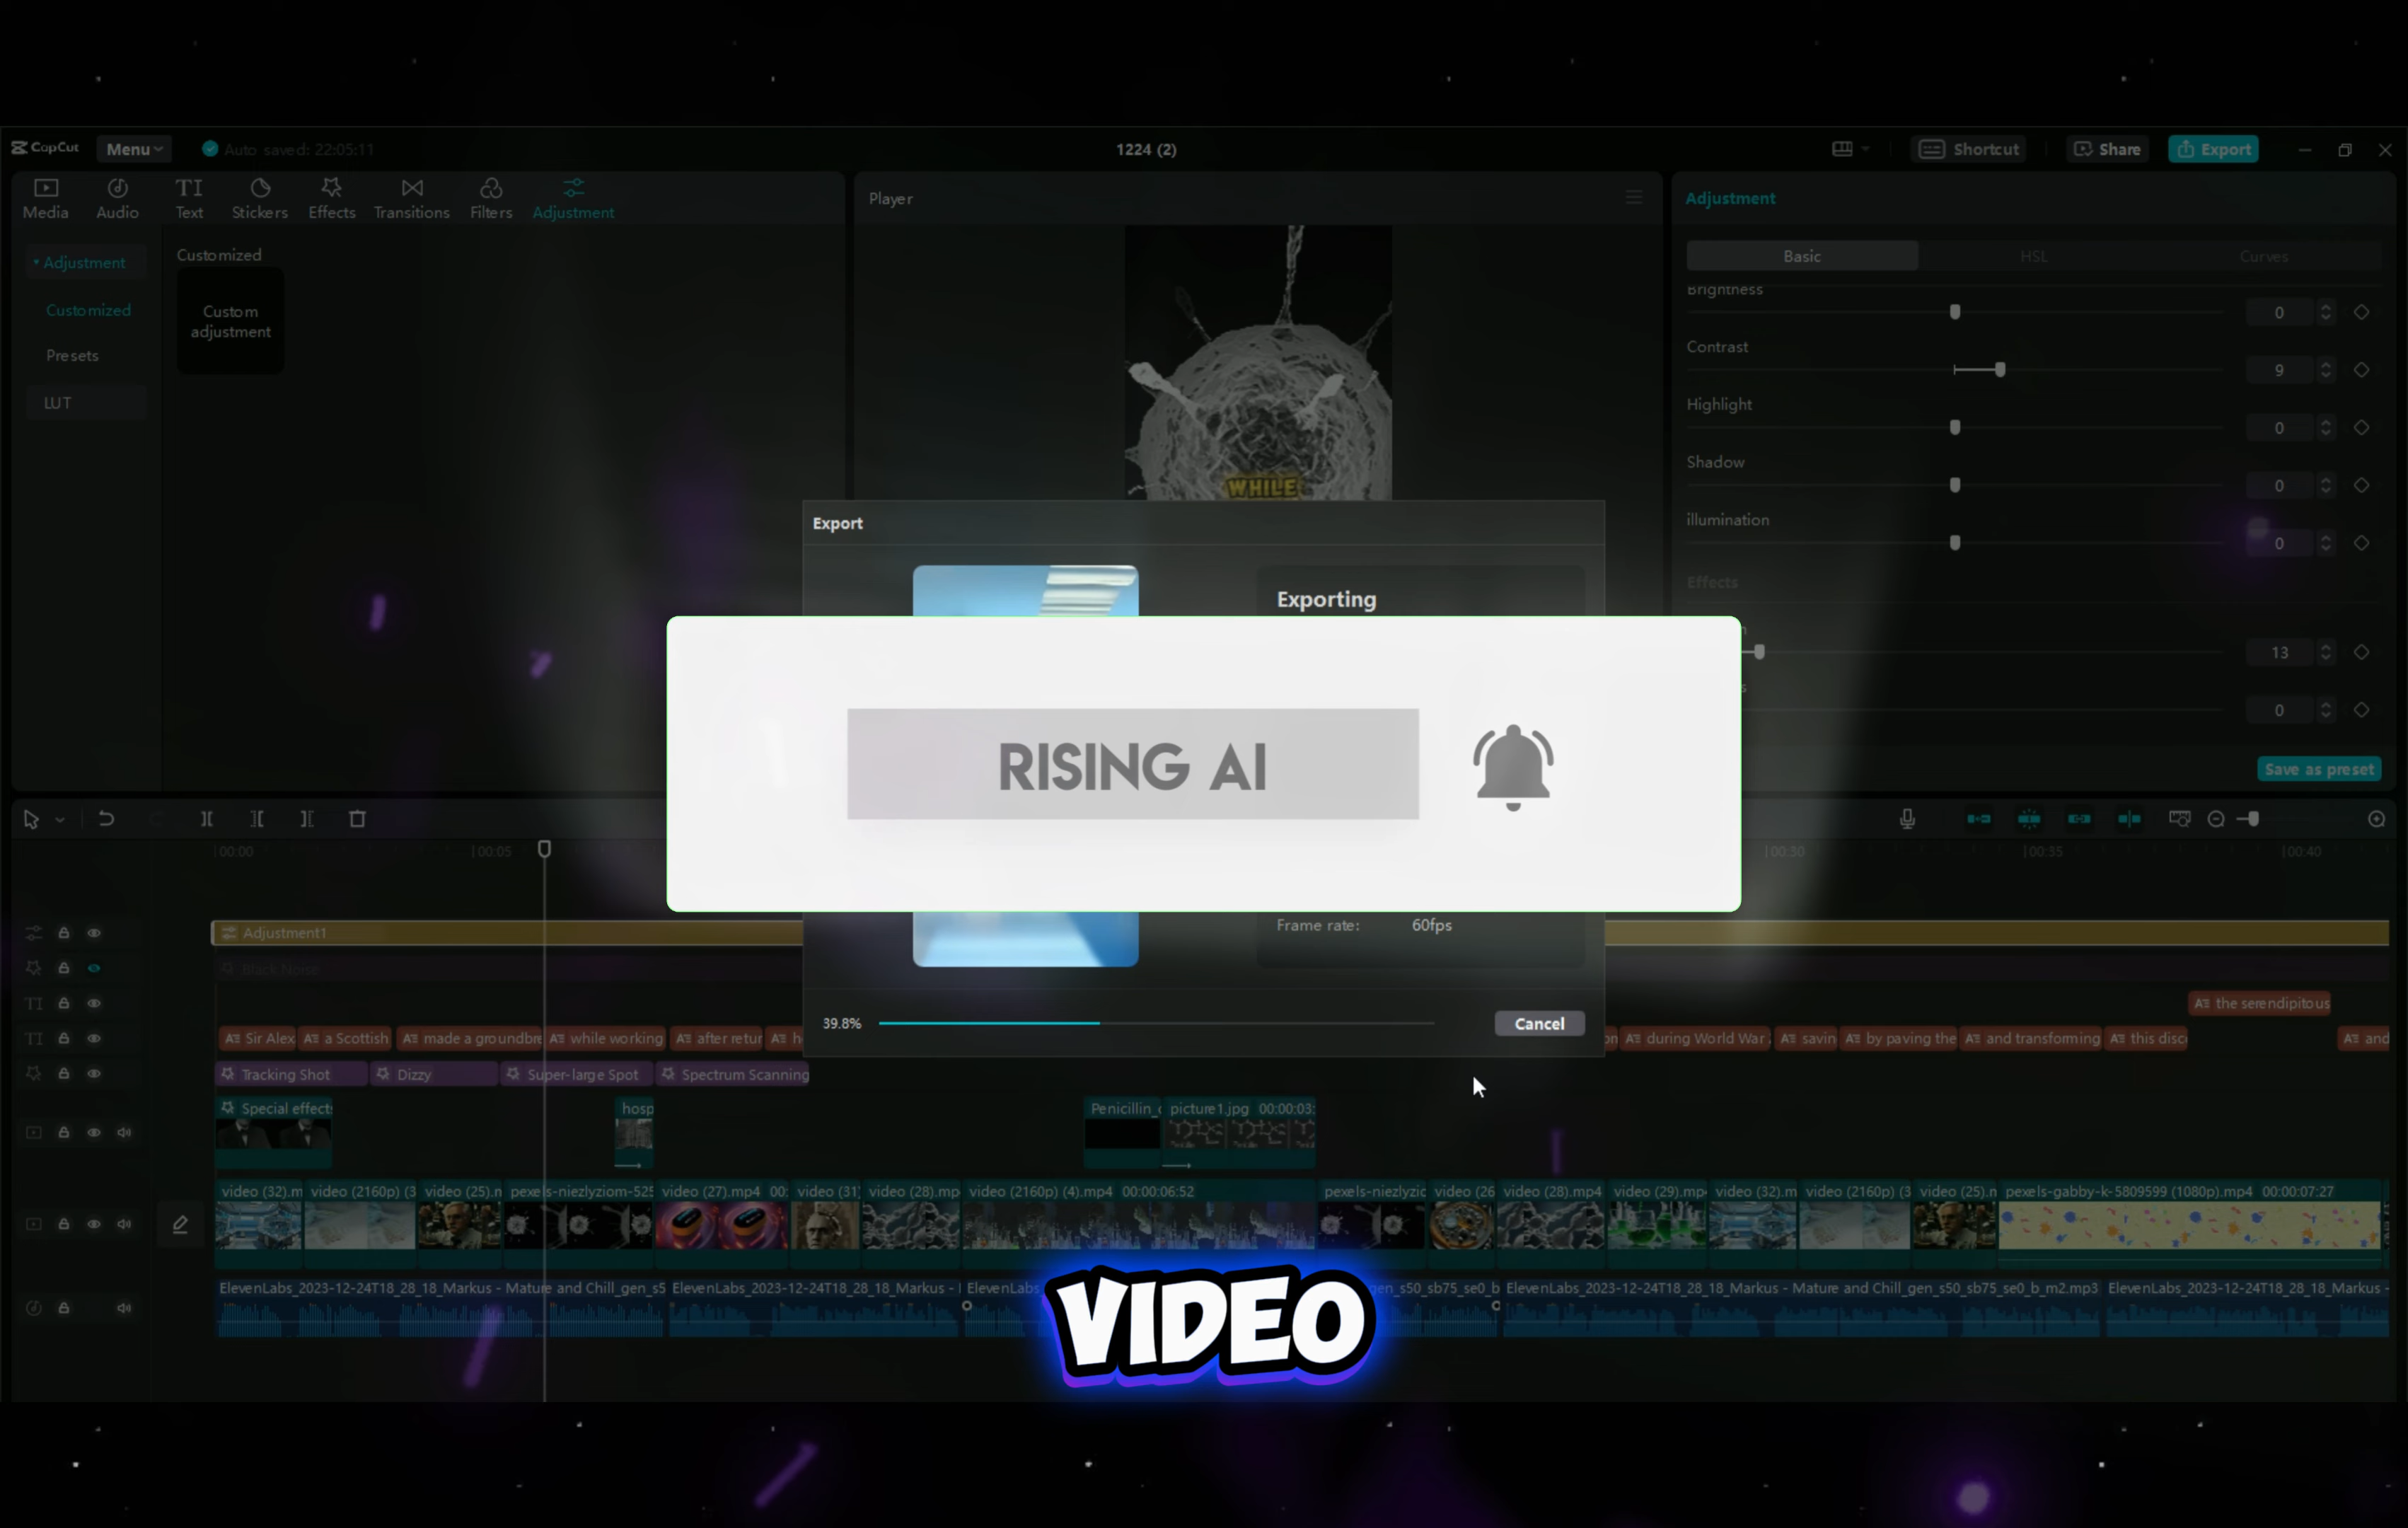 CapCut Menu Auto saved: 22:05:11 1224 (2) Shortcut Share Export
Media Audio Text Stickers Effects Transitions Filters Adjustment
Player
Adjustment
Adjustment
Customized
Presets
LUT
Customized
Custom
adjustment
WHILE
Basic HSL Curves
Brightness
0
Contrast
9
Highlight
0
Shadow
0
illumination
0
Effects
13
0
Save as preset
Export
Exporting
RISING AI
Frame rate: 60fps
39.8% Cancel
00:00 00:05 00:30 00:35 00:40
Adjustment1
Black Noise
the serendipitous
Sir Alex a Scottish made a groundbre while working after retur h on during World War savin by paving the and transforming this disc and
Tracking Shot Dizzy Super-large Spot Spectrum Scanning
Special effects hosp Penicillin_ picture1.jpg 00:00:03:
video (32).m video (2160p) (3 video (25).n pexels-niezlyziom-525 video (27).mp4 00: video (31) video (28).mp video (2160p) (4).mp4 00:00:06:52 pexels-niezlyzic video (26 video (28).mp4 video (29).mp video (32).m video (2160p) (3 video (25).n pexels-gabby-k-5809599 (1080p).mp4 00:00:07:27
ElevenLabs_2023-12-24T18_28_18_Markus - Mature and Chill_gen_s5 ElevenLabs_2023-12-24T18_28_18_Markus - ElevenLabs gen_s50_sb75_se0_b ElevenLabs_2023-12-24T18_28_18_Markus - Mature and Chill_gen_s50_sb75_se0_b_m2.mp3 ElevenLabs_2023-12-24T18_28_18_Markus -
VIDEO